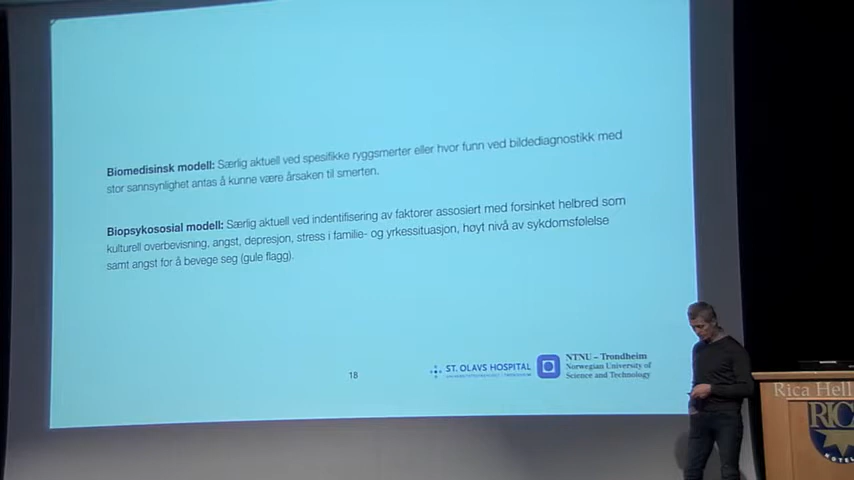 Biomedisinsk modell: Særlig aktuell ved spesifikke ryggsmerter eller hvor funn ved bildediagnostikk med
stor sannsynlighet antas å kunne være årsaken til smerten.
Biopsykososial modell: Særlig aktuell ved indentifisering av faktorer assosiert med forsinket helbred som
kulturell overbevisning, angst, depresjon, stress i familie- og yrkessituasjon, høyt nivå av sykdomsfølelse
samt angst for å bevege seg (gule flagg).
18
ST. OLAVS HOSPITAL
NTNU – Trondheim
Norwegian University of
Science and Technology
Rica Hell
RICA
HOTEL